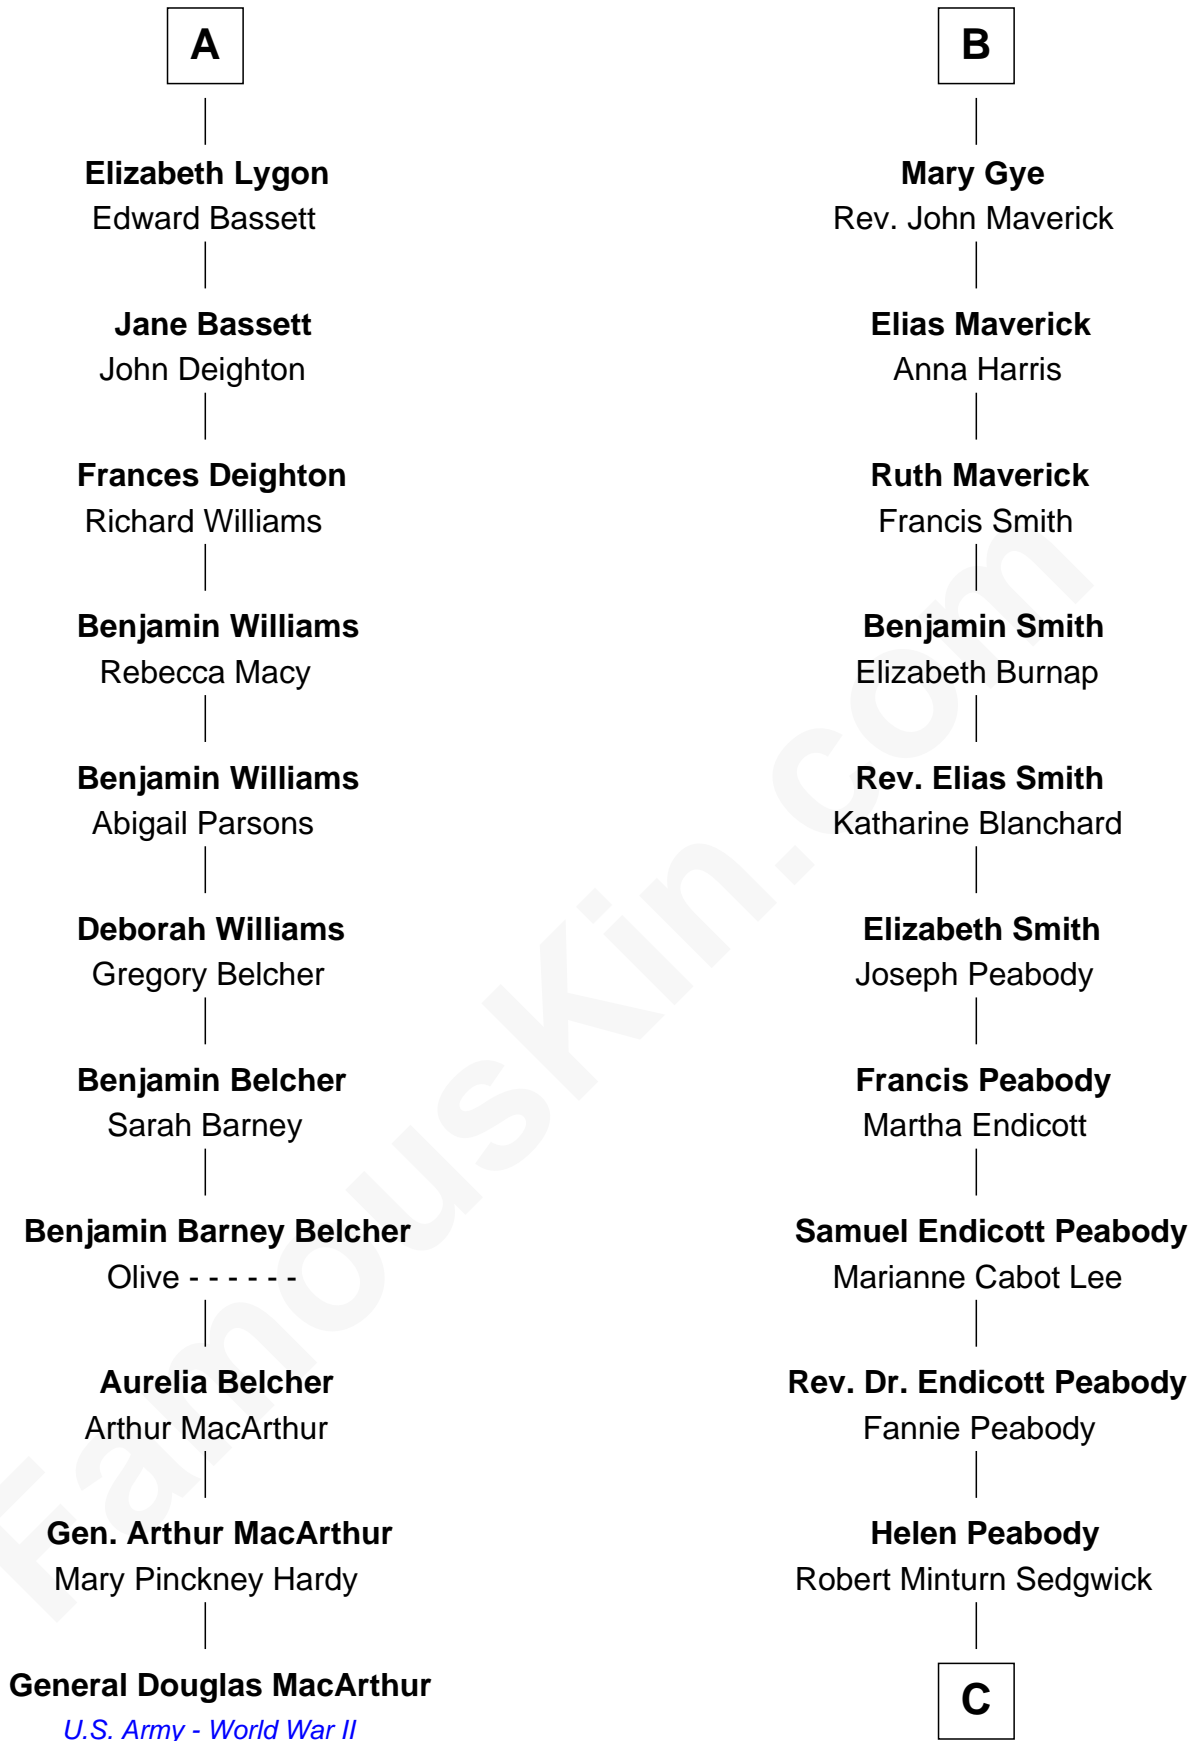 A
Elizabeth Lygon
Edward Bassett
Jane Bassett
John Deighton
Frances Deighton
Richard Williams
Benjamin Williams
Rebecca Macy
Benjamin Williams
Abigail Parsons
Deborah Williams
Gregory Belcher
Benjamin Belcher
Sarah Barney
Benjamin Barney Belcher
Olive - - - - - -
Aurelia Belcher
Arthur MacArthur
Gen. Arthur MacArthur
Mary Pinckney Hardy
General Douglas MacArthur
U.S. Army - World War II
B
Mary Gye
Rev. John Maverick
Elias Maverick
Anna Harris
Ruth Maverick
Francis Smith
Benjamin Smith
Elizabeth Burnap
Rev. Elias Smith
Katharine Blanchard
Elizabeth Smith
Joseph Peabody
Francis Peabody
Martha Endicott
Samuel Endicott Peabody
Marianne Cabot Lee
Rev. Dr. Endicott Peabody
Fannie Peabody
Helen Peabody
Robert Minturn Sedgwick
C
FamousKin.com